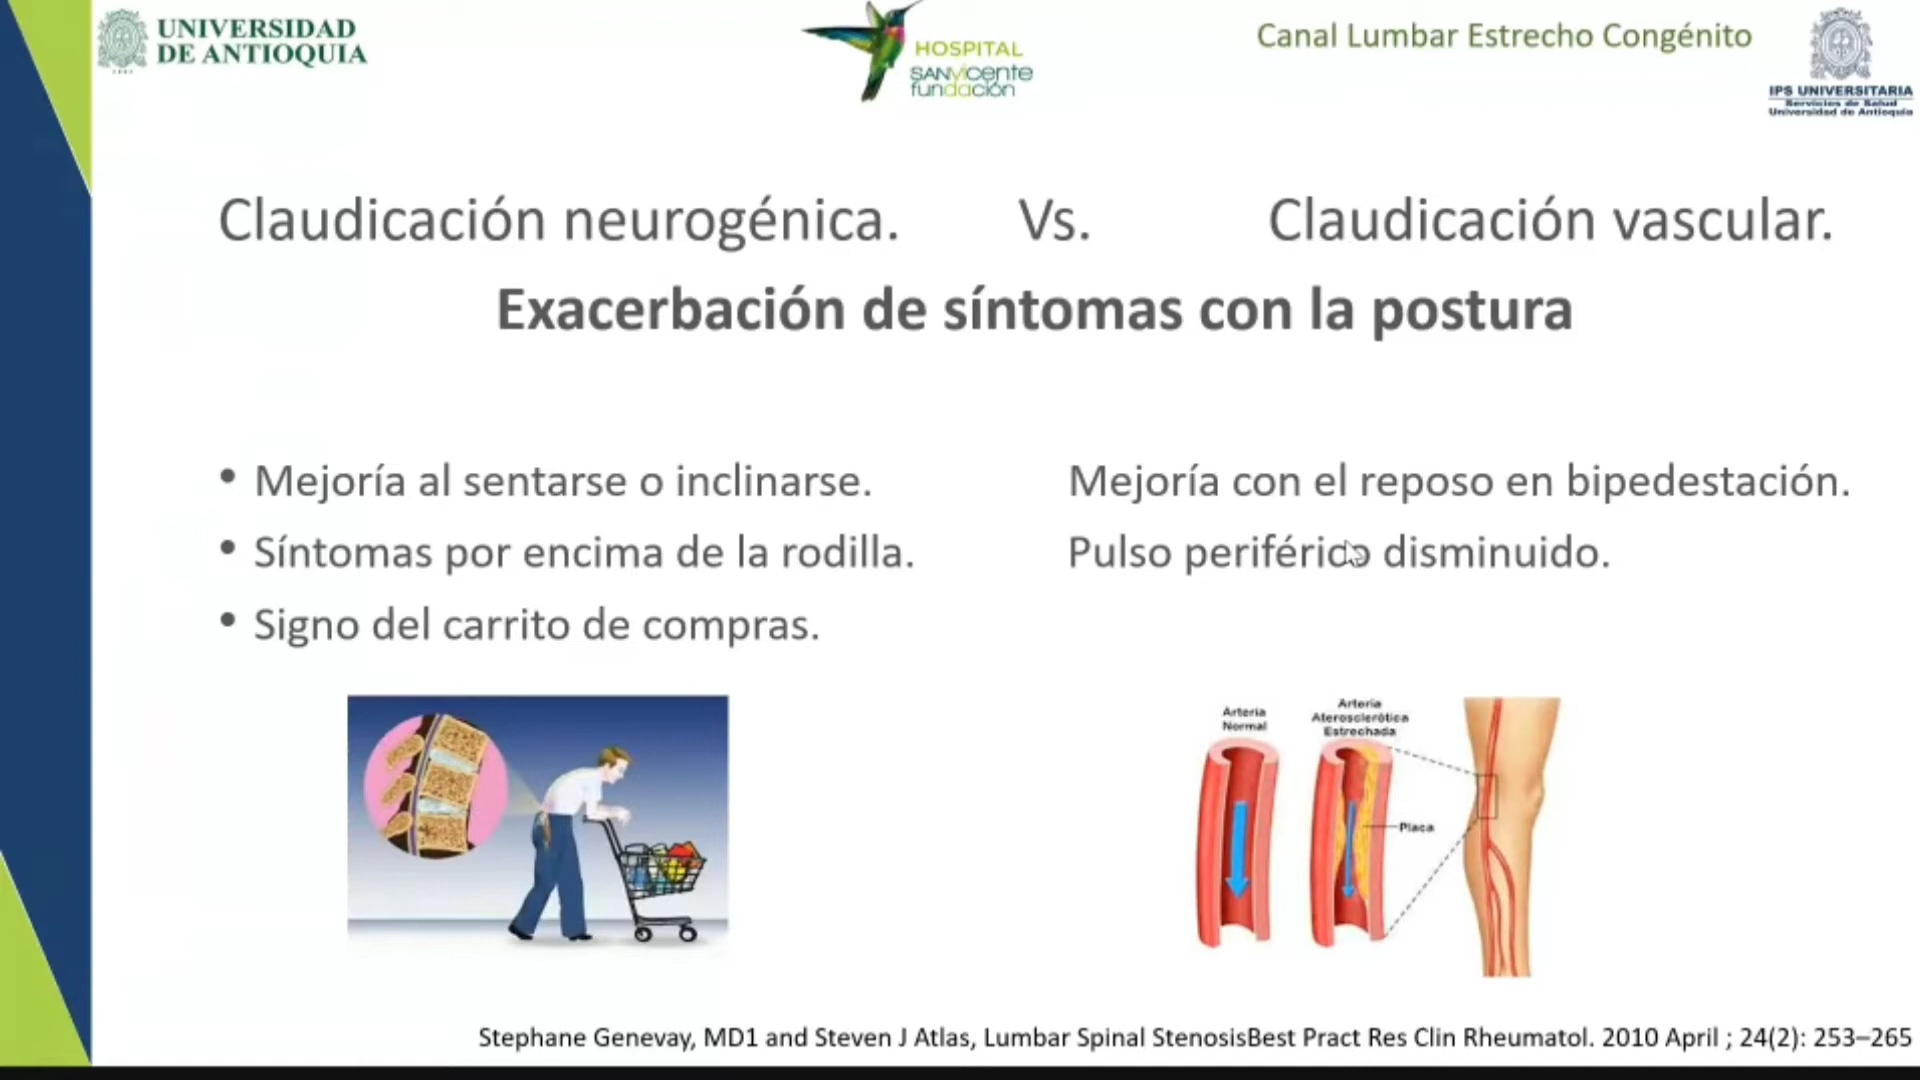 UNIVERSIDAD
DE ANTIOQUIA
HOSPITAL
SANVicente
fundación
Canal Lumbar Estrecho Congénito
IPS UNIVERSITARIA
Servicios de Salud
Universidad de Antioquia
Claudicación neurogénica. Vs. Claudicación vascular.
Exacerbación de síntomas con la postura
• Mejoría al sentarse o inclinarse.
• Síntomas por encima de la rodilla.
• Signo del carrito de compras.
Mejoría con el reposo en bipedestación.
Pulso periférico disminuido.
Arteria
Normal
Arteria
Aterosclerótica
Estrechada
Placa
Stephane Genevay, MD1 and Steven J Atlas, Lumbar Spinal StenosisBest Pract Res Clin Rheumatol. 2010 April ; 24(2): 253–265